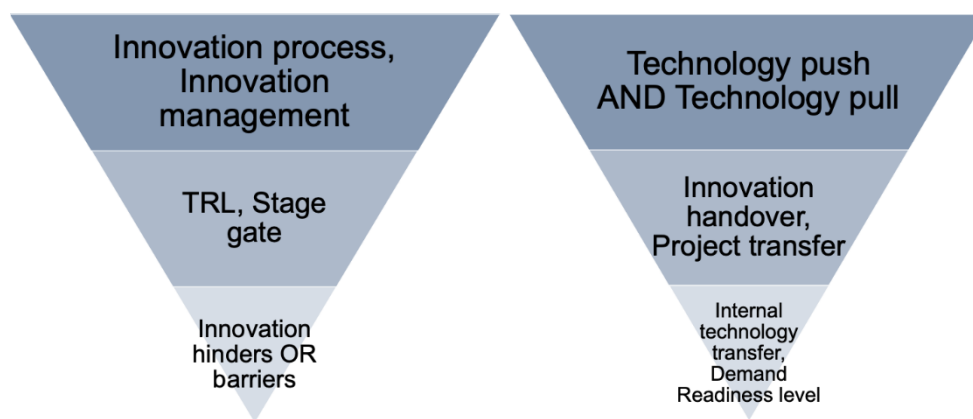 Innovation process,
Innovation
management
TRL, Stage
gate
Innovation
hinders OR
barriers
Technology push
AND Technology pull
Innovation
handover,
Project transfer
Internal
technology
transfer,
Demand
Readiness level